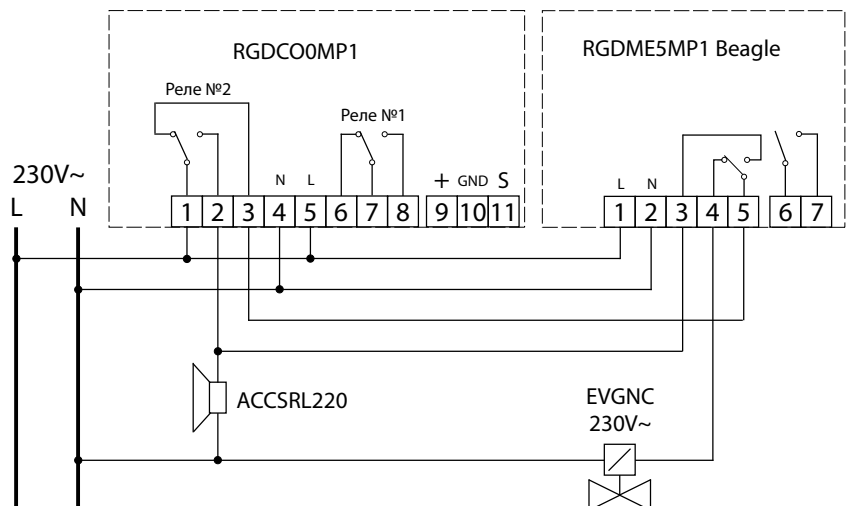 RGDCO0MP1
RGDME5MP1 Beagle
Реле №2
Реле №1
230V~
L N
N L + GND S
1 2 3 4 5 6 7 8 9 10 11
L N
1 2 3 4 5 6 7
ACCSRL220
EVGNC
230V~